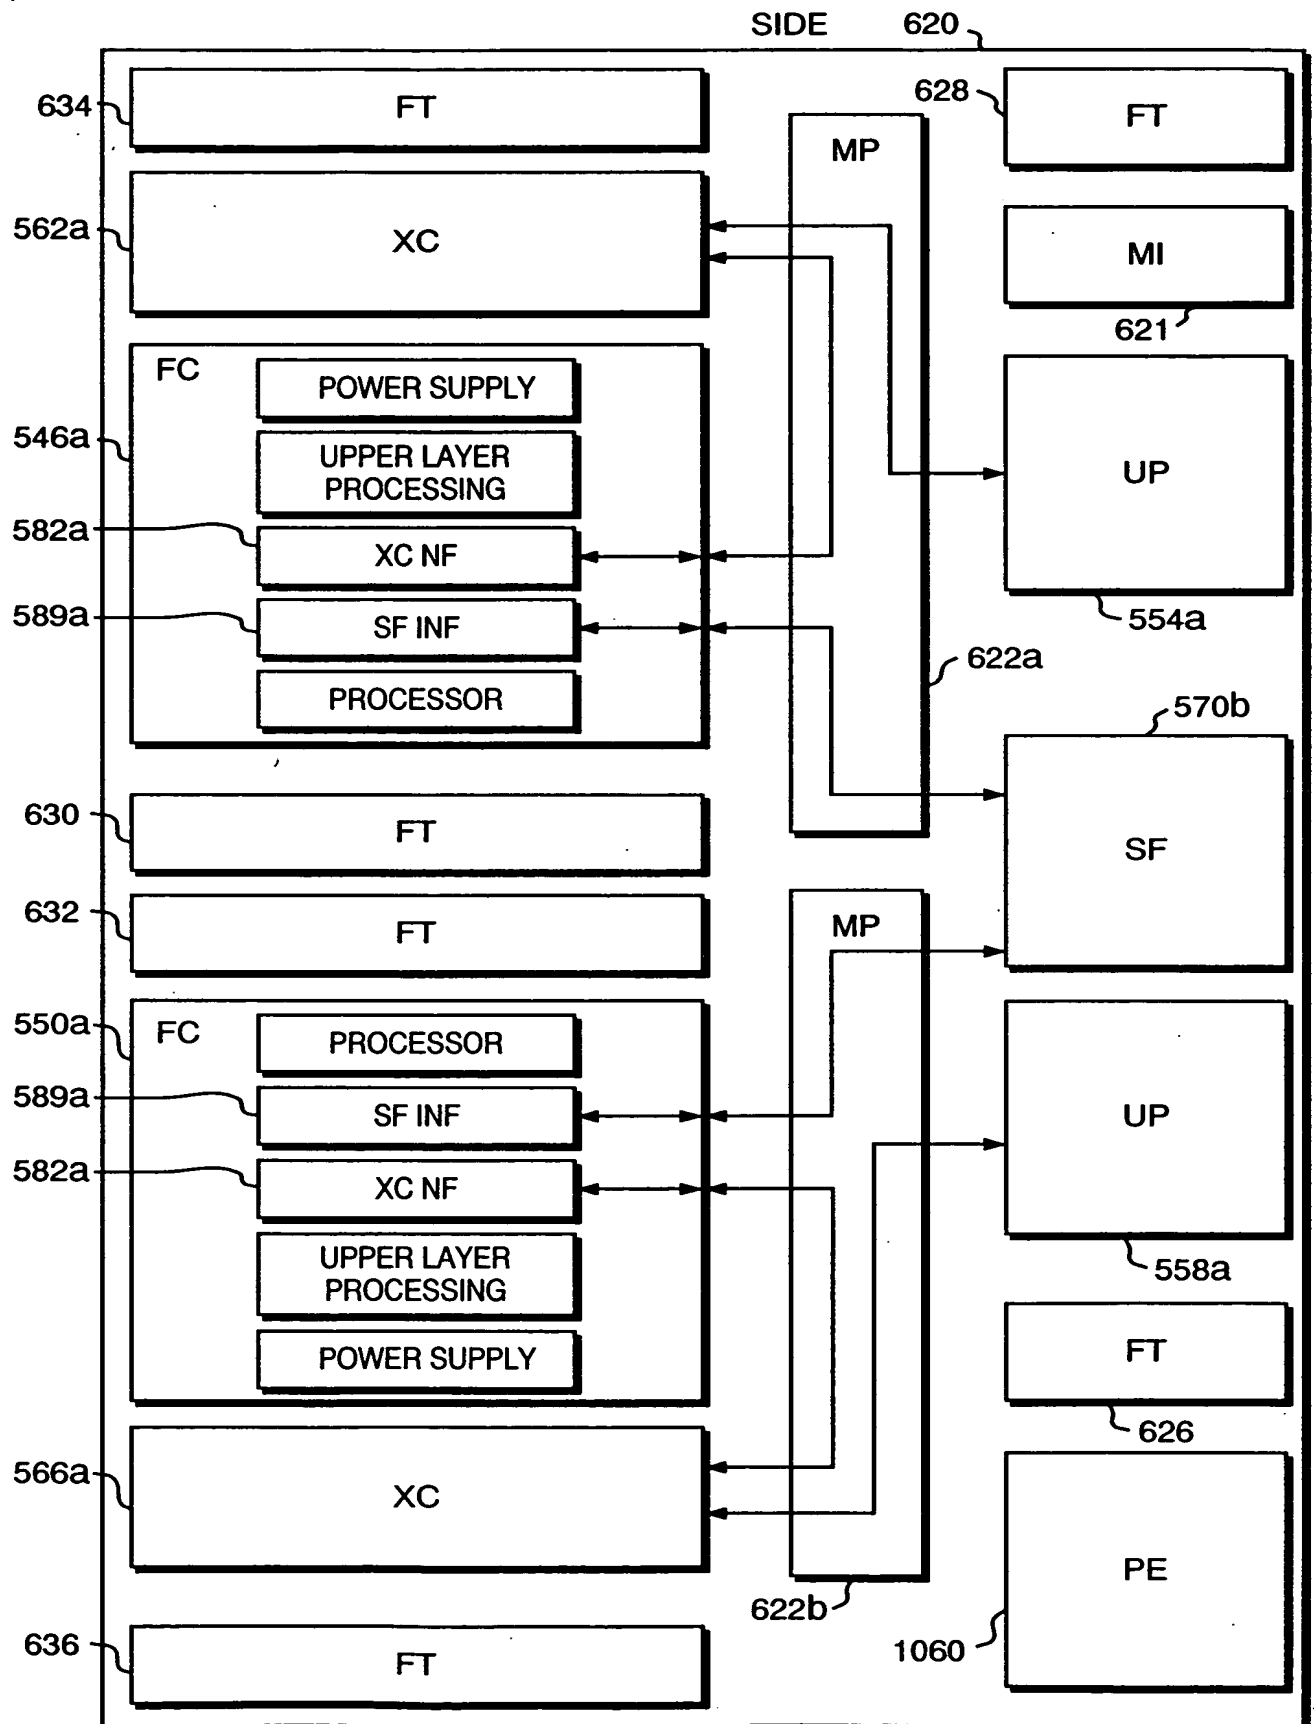 SIDE 620
634 FT
628 FT
MP
562a XC
MI
621
FC
POWER SUPPLY
546a
UPPER LAYER
PROCESSING
UP
582a XC NF
589a SF INF
554a
622a
PROCESSOR
570b
630 FT
SF
632 FT
MP
550a FC
PROCESSOR
589a SF INF
UP
582a XC NF
UPPER LAYER
PROCESSING
558a
POWER SUPPLY
FT
626
566a XC
PE
622b
636 FT
1060